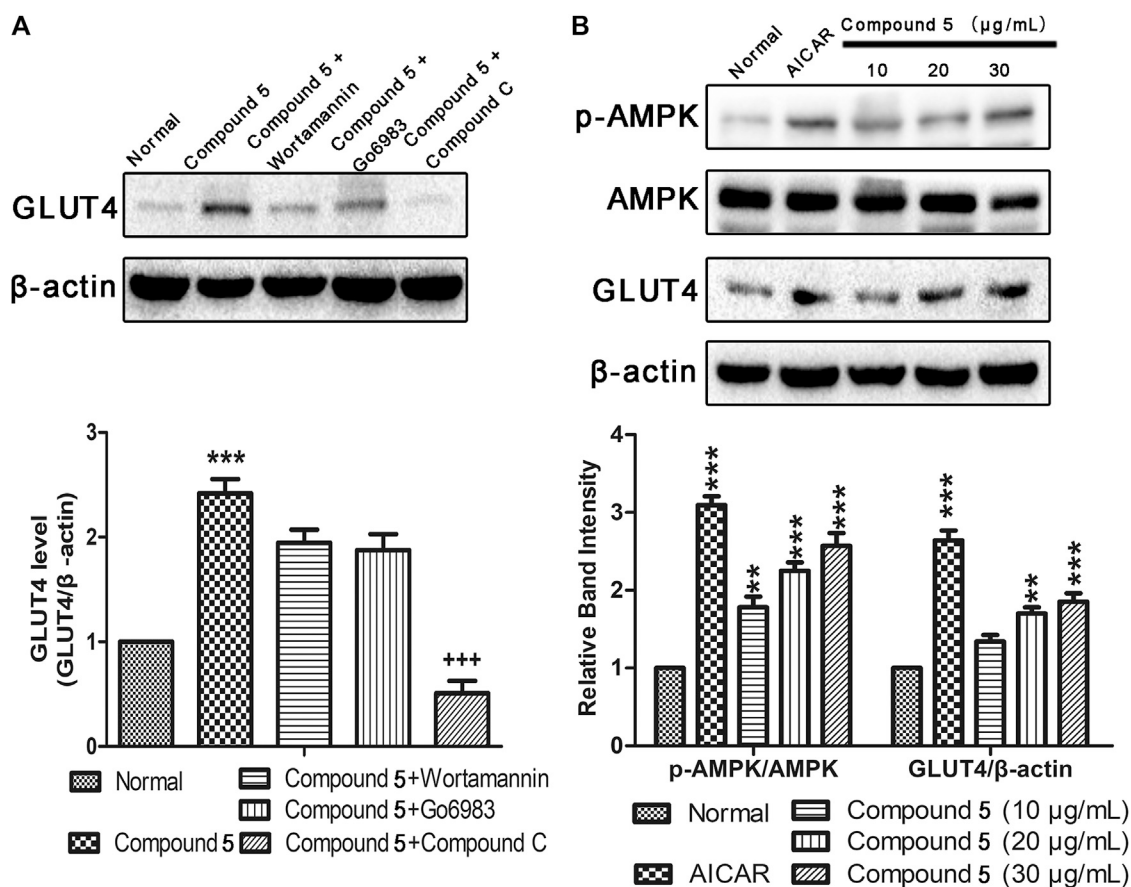 A
Normal
Compound 5
Compound 5 +
Wortamannin
Compound 5 +
Go6983
Compound 5 +
Compound C
GLUT4
β-actin
3
2
1
0
GLUT4 level
(GLUT4/β -actin)
***
+++
Normal
Compound 5
Compound 5+Wortamannin
Compound 5+Go6983
Compound 5+Compound C
B
Normal
AICAR
Compound 5 (μg/mL)
10 20 30
p-AMPK
AMPK
GLUT4
β-actin
4
3
2
1
0
Relative Band Intensity
***
**
***
***
***
**
***
p-AMPK/AMPK
GLUT4/β-actin
Normal
AICAR
Compound 5 (10 μg/mL)
Compound 5 (20 μg/mL)
Compound 5 (30 μg/mL)